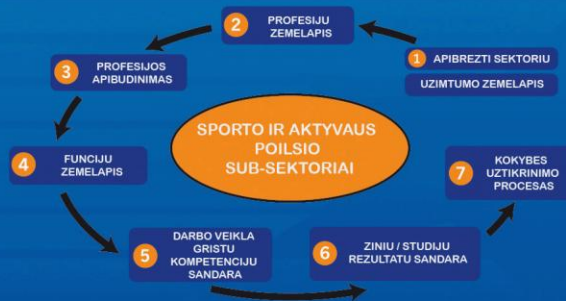 1 APIBREZTI SEKTORIU
UZIMTUMO ZEMELAPIS
2 PROFESIJU
ZEMELAPIS
3 PROFESIJOS
APIBUDINIMAS
4 FUNCIJU
ZEMELAPIS
5 DARBO VEIKLA
GRISTU
KOMPETENCIJU
SANDARA
6 ZINIU / STUDIJU
REZULTATU SANDARA
7 KOKYBES
UZTIKRINIMO
PROCESAS
SPORTO IR AKTYVAUS
POILSIO
SUB-SEKTORIAI